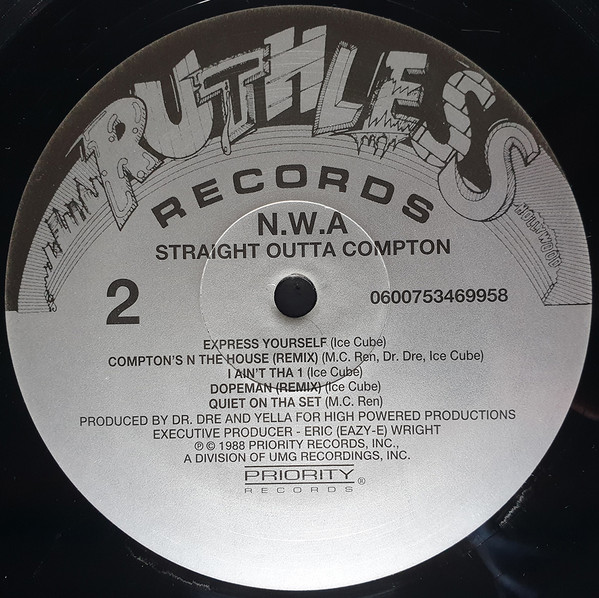 RUTHLESS
HOLLYWOOD
RECORDS
N.W.A
STRAIGHT OUTTA COMPTON
2
0600753469958
EXPRESS YOURSELF (Ice Cube)
COMPTON'S N THE HOUSE (REMIX) (M.C. Ren, Dr. Dre, Ice Cube)
I AIN'T THA 1 (Ice Cube)
DOPEMAN (REMIX) (Ice Cube)
QUIET ON THA SET (M.C. Ren)
PRODUCED BY DR. DRE AND YELLA FOR HIGH POWERED PRODUCTIONS
EXECUTIVE PRODUCER - ERIC (EAZY-E) WRIGHT
℗ © 1988 PRIORITY RECORDS, INC.,
A DIVISION OF UMG RECORDINGS, INC.
PRIORITY®
RECORDS